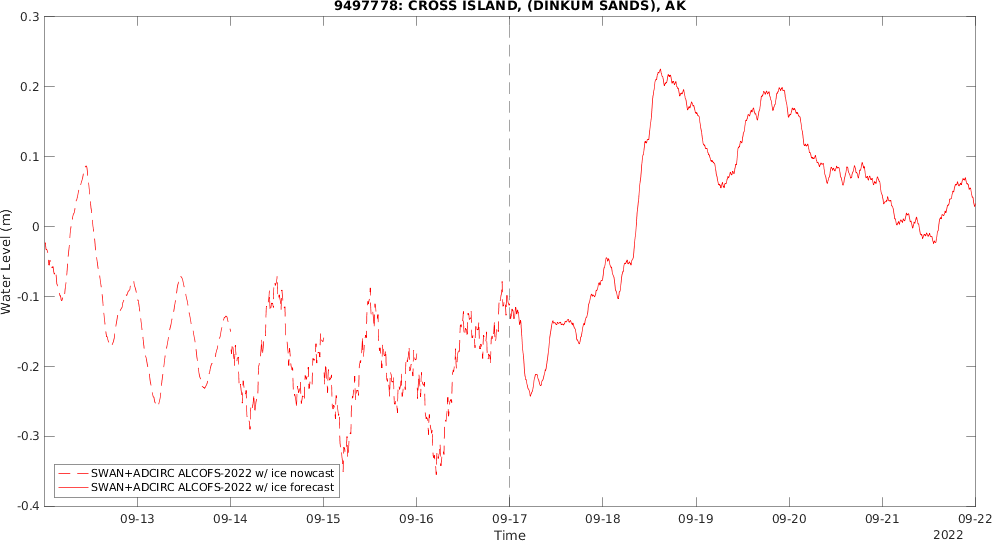 9497778: CROSS ISLAND, (DINKUM SANDS), AK
0.3
0.2
0.1
0
-0.1
-0.2
-0.3
-0.4
Water Level (m)
SWAN+ADCIRC ALCOFS-2022 w/ ice nowcast
SWAN+ADCIRC ALCOFS-2022 w/ ice forecast
09-13 09-14 09-15 09-16 09-17 09-18 09-19 09-20 09-21 09-22
Time
2022